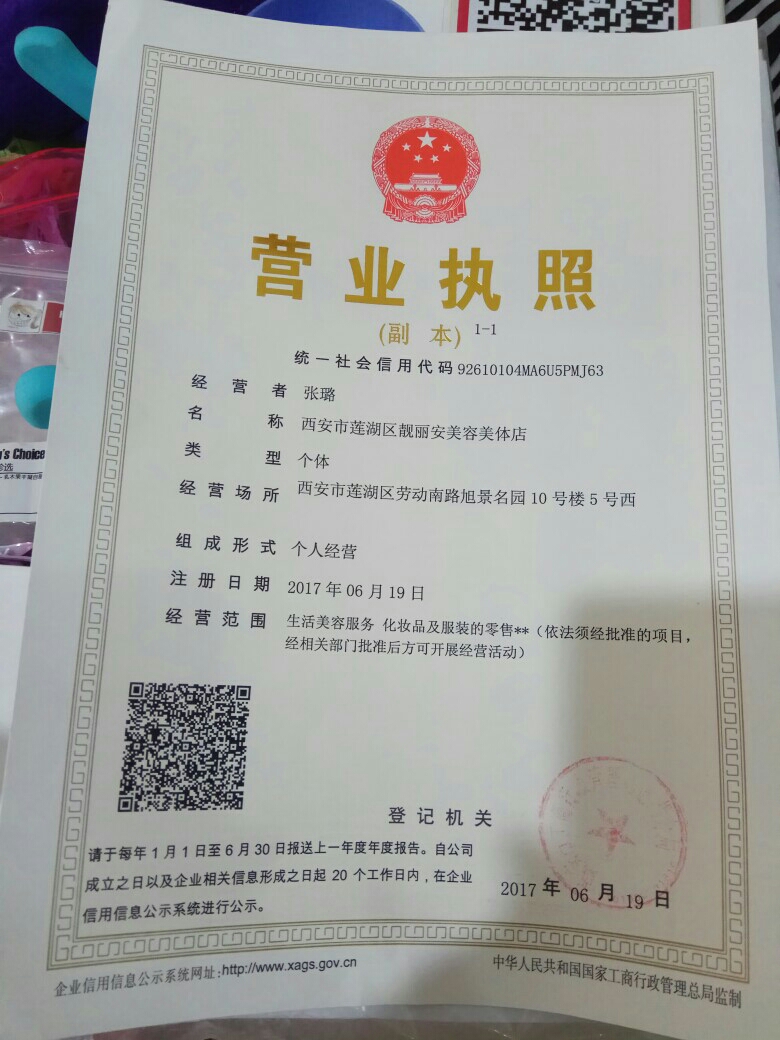 营业执照
(副 本) 1-1
统一社会信用代码 92610104MA6U5PMJ63
经营者 张璐
名称 西安市莲湖区靓丽安美容美体店
类型 个体
经营场所 西安市莲湖区劳动南路旭景名园10号楼5号西
组成形式 个人经营
注册日期 2017年06月19日
经营范围 生活美容服务 化妆品及服装的零售**（依法须经批准的项目，
经相关部门批准后方可开展经营活动）
登记机关
请于每年1月1日至6月30日报送上一年度年度报告。自公司
成立之日以及企业相关信息形成之日起20个工作日内，在企业
信用信息公示系统进行公示。
2017年06月19日
企业信用信息公示系统网址:http://www.xags.gov.cn
中华人民共和国国家工商行政管理总局监制
's Choice